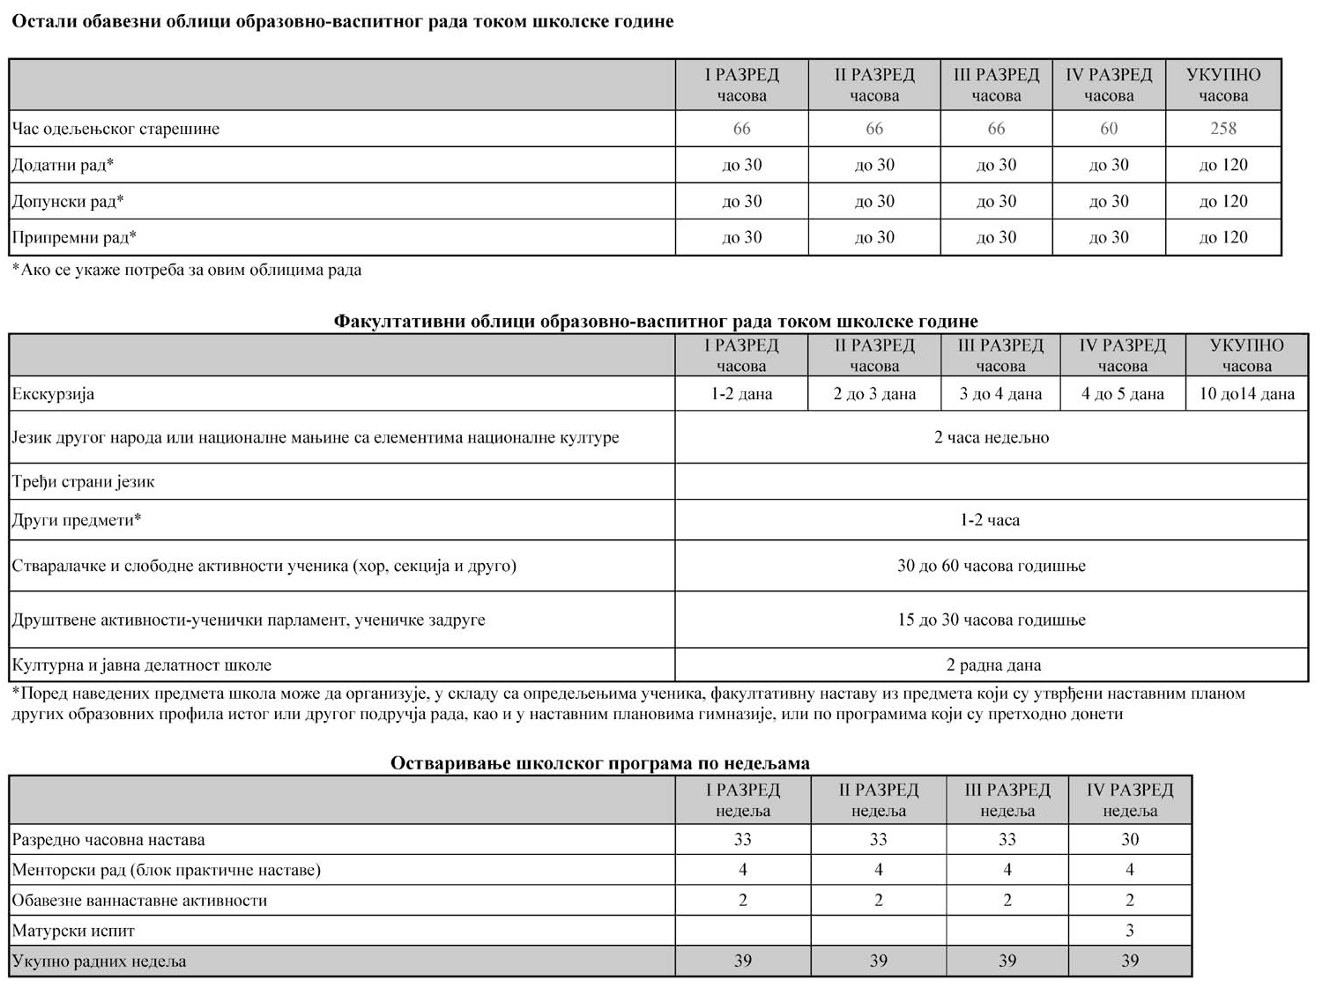 Остали обавезни облици образовно-васпитног рада током школске године
I РАЗРЕД часова II РАЗРЕД часова III РАЗРЕД часова IV РАЗРЕД часова УКУПНО часова
Час одељењског старешине 66 66 66 60 258
Додатни рад* до 30 до 30 до 30 до 30 до 120
Допунски рад* до 30 до 30 до 30 до 30 до 120
Припремни рад* до 30 до 30 до 30 до 30 до 120
*Ако се укаже потреба за овим облицима рада
Факултативни облици образовно-васпитног рада током школске године
I РАЗРЕД часова II РАЗРЕД часова III РАЗРЕД часова IV РАЗРЕД часова УКУПНО часова
Екскурзија 1-2 дана 2 до 3 дана 3 до 4 дана 4 до 5 дана 10 до14 дана
Језик другог народа или националне мањине са елементима националне културе 2 часа недељно
Трећи страни језик
Други предмети* 1-2 часа
Стваралачке и слободне активности ученика (хор, секција и друго) 30 до 60 часова годишње
Друштвене активности-ученички парламент, ученичке задруге 15 до 30 часова годишње
Културна и јавна делатност школе 2 радна дана
*Поред наведених предмета школа може да организује, у складу са опредељењима ученика, факултативну наставу из предмета који су утврђени наставним планом
других образовних профила истог или другог подручја рада, као и у наставним плановима гимназије, или по програмима који су претходно донети
Остваривање школског програма по недељама
I РАЗРЕД недеља II РАЗРЕД недеља III РАЗРЕД недеља IV РАЗРЕД недеља
Разредно часовна настава 33 33 33 30
Менторски рад (блок практичне наставе) 4 4 4 4
Обавезне ваннаставне активности 2 2 2 2
Матурски испит 3
Укупно радних недеља 39 39 39 39